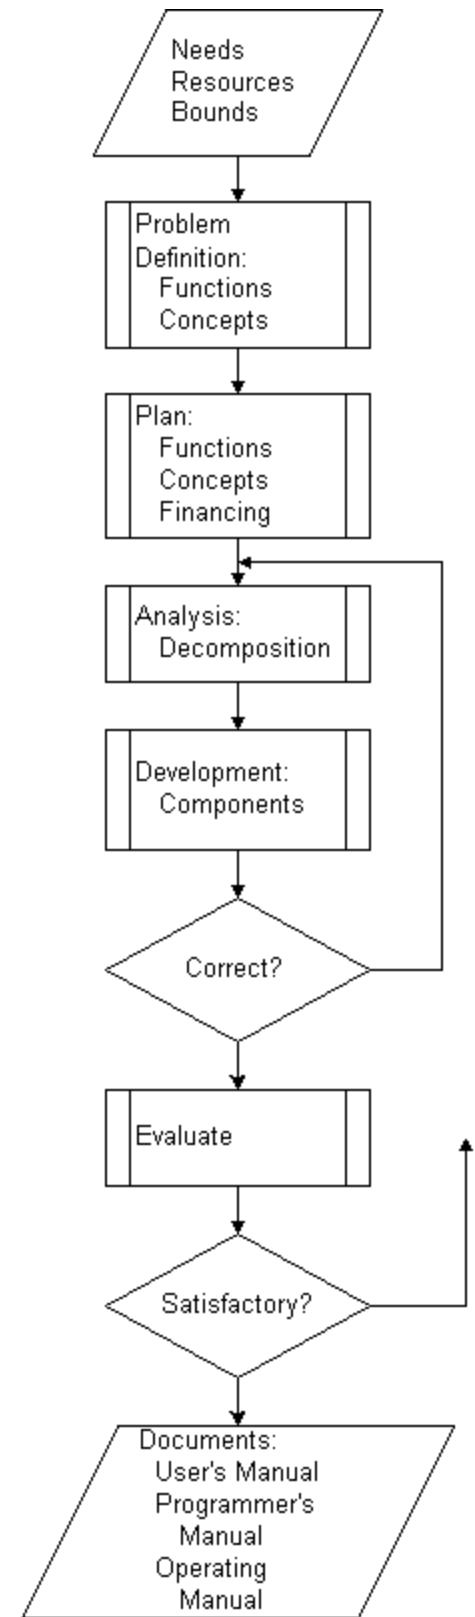 Needs
Resources
Bounds
Problem
Definition:
Functions
Concepts
Plan:
Functions
Concepts
Financing
Analysis:
Decomposition
Development:
Components
Correct?
Evaluate
Satisfactory?
Documents:
User's Manual
Programmer's
Manual
Operating
Manual